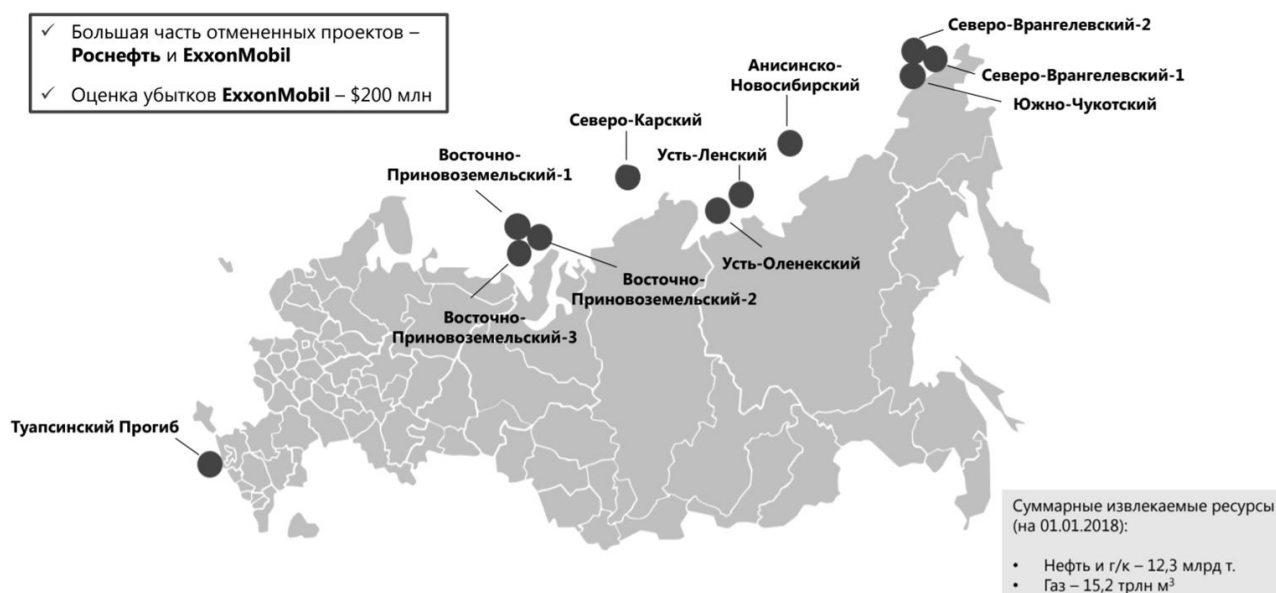 ✓ Большая часть отмененных проектов –
Роснефть и ExxonMobil
✓ Оценка убытков ExxonMobil – $200 млн
Северо-Врангелевский-2
Северо-Врангелевский-1
Южно-Чукотский
Анисинско-
Новосибирский
Северо-Карский
Усть-Ленский
Восточно-
Приновоземельский-1
Усть-Оленекский
Восточно-
Приновоземельский-2
Восточно-
Приновоземельский-3
Туапсинский Прогиб
Суммарные извлекаемые ресурсы
(на 01.01.2018):
• Нефть и г/к – 12,3 млрд т.
• Газ – 15,2 трлн м³